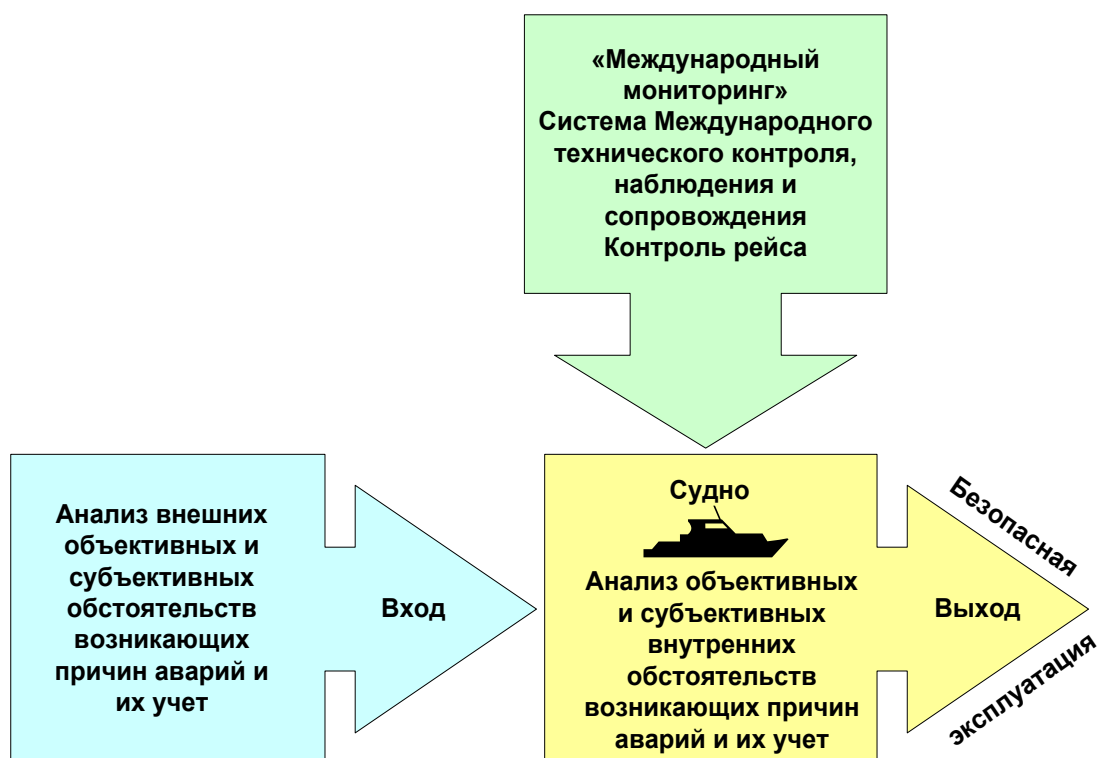 «Международный
мониторинг»
Система Международного
технического контроля,
наблюдения и
сопровождения
Контроль рейса
Анализ внешних
объективных и
субъективных
обстоятельств
возникающих
причин аварий и
их учет
Вход
Судно
Анализ объективных
и субъективных
внутренних
обстоятельств
возникающих причин
аварий и их учет
Выход
Безопасная
эксплуатация